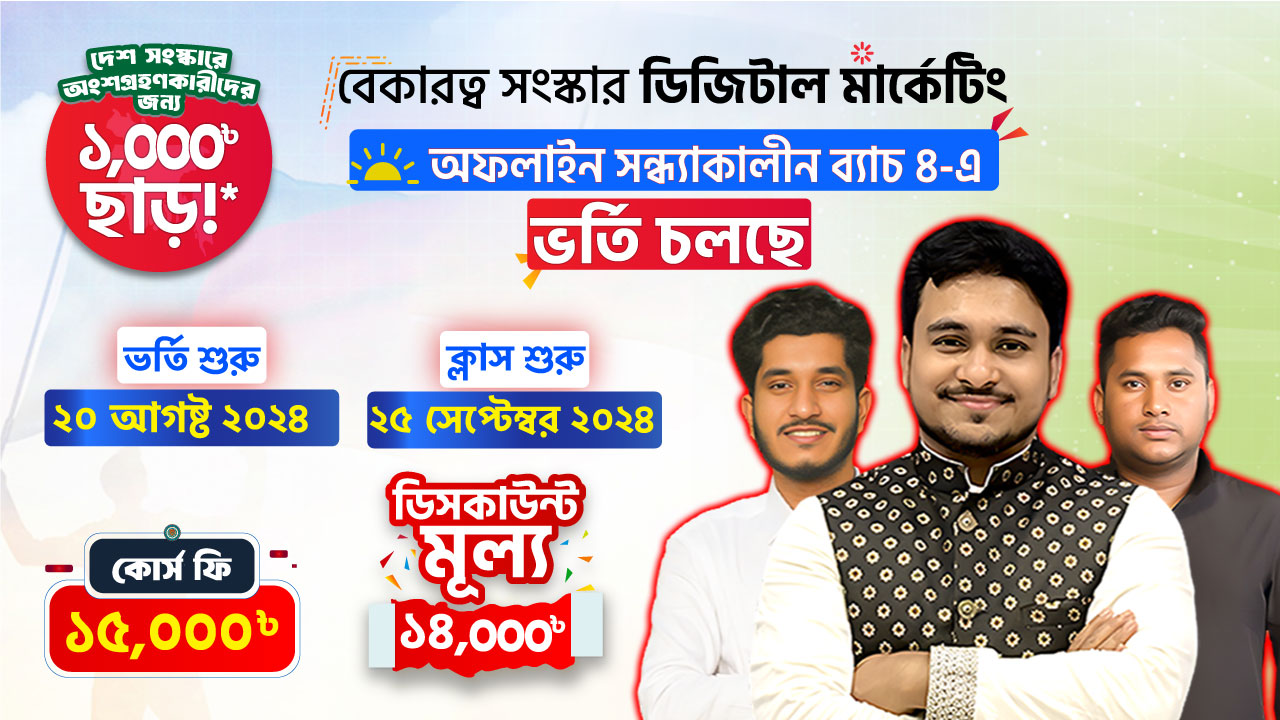 দেশ সংস্কারে
অংশগ্রহণকারীদের
জন্য
১,০০০৳
ছাড়!*
বেকারত্ব সংস্কার ডিজিটাল মার্কেটিং
অফলাইন সন্ধ্যাকালীন ব্যাচ ৪-এ
ভর্তি চলছে
ভর্তি শুরু
২০ আগষ্ট ২০২৪
ক্লাস শুরু
২৫ সেপ্টেম্বর ২০২৪
কোর্স ফি
১৫,০০০৳
ডিসকাউন্ট
মূল্য
১৪,০০০৳